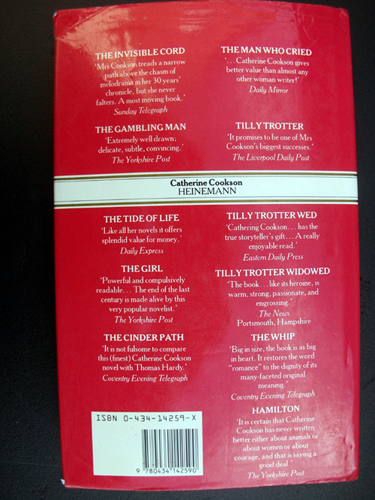 THE INVISIBLE CORD
'Mrs Cookson treads a narrow
path above the chasm of
melodrama in her 30 years'
chronicle, but she never
falters. A most moving book.'
Sunday Telegraph
THE GAMBLING MAN
'Extremely well drawn;
delicate, subtle, convincing.'
The Yorkshire Post
THE MAN WHO CRIED
'. . . Catherine Cookson gives
better value than almost any
other woman writer!'
Daily Mirror
TILLY TROTTER
'It promises to be one of Mrs
Cookson's biggest successes.'
The Liverpool Daily Post
Catherine Cookson
HEINEMANN
THE TIDE OF LIFE
'Like all her novels it offers
splendid value for money.'
Daily Express
THE GIRL
'Powerful and compulsively
readable... The end of the last
century is made alive by this
very popular novelist.'
The Yorkshire Post
THE CINDER PATH
'It is not fulsome to compare
this (finest) Catherine Cookson
novel with Thomas Hardy.'
Coventry Evening Telegraph
TILLY TROTTER WED
'Cathering Cookson... has the
true storyteller's gift... A really
enjoyable read.'
Eastern Daily Press
TILLY TROTTER WIDOWED
'The book... like its heroine, is
warm, strong, passionate, and
engrossing.'
The News
Portsmouth, Hampshire
THE WHIP
'Big in size, the book is as big
in heart. It restores the word
"romance" to the dignity of its
many-faceted original
meaning.'
Coventry Evening Telegraph
HAMILTON
'It is certain that Catherine
Cookson has never written
better either about animals or
about women or about
courage, and that is saying a
good deal.'
The Yorkshire Post
ISBN 0-434-14259-X
9 780434 142590